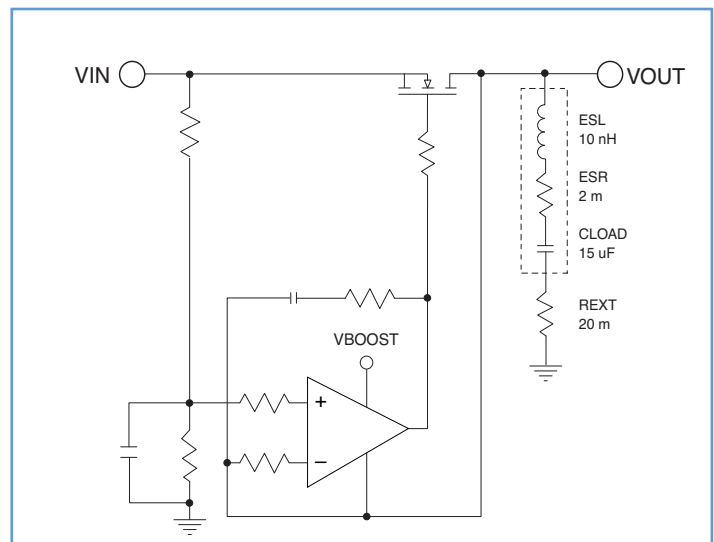 VIN
VOUT
ESL
10 nH
ESR
2 m
CLOAD
15 uF
REXT
20 m
VBOOST
+
−